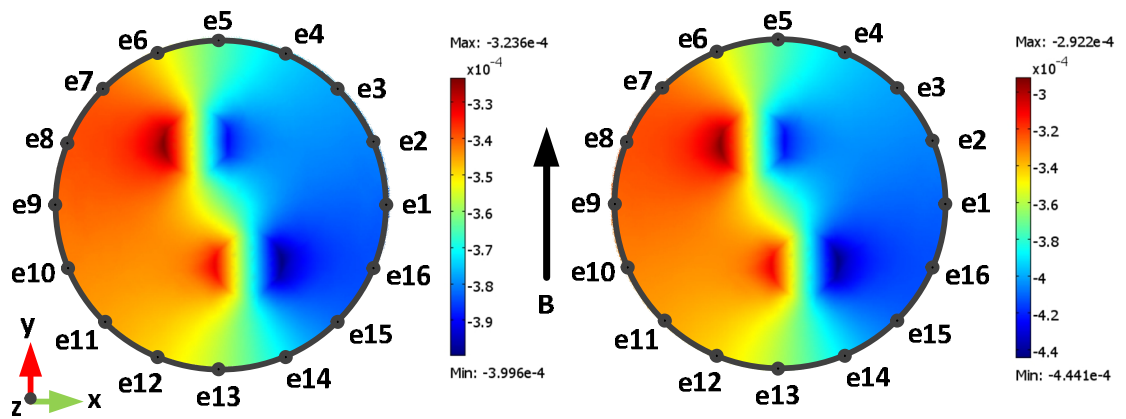 e5
e4
e3
e2
e1
e16
e15
e14
e13
e12
e11
e10
e9
e8
e7
e6
y
z
x
Max: -3.236e-4
x10⁻⁴
-3.3
-3.4
-3.5
-3.6
-3.7
-3.8
-3.9
Min: -3.996e-4
B
e5
e4
e3
e2
e1
e16
e15
e14
e13
e12
e11
e10
e9
e8
e7
e6
Max: -2.922e-4
x10⁻⁴
-3
-3.2
-3.4
-3.6
-3.8
-4
-4.2
-4.4
Min: -4.441e-4